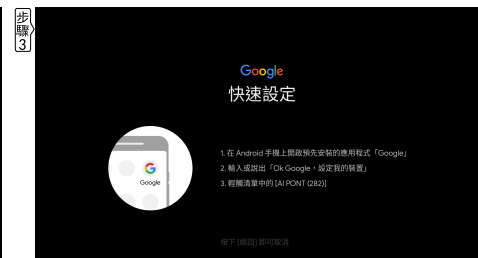 步驟3
Google
快速設定
1. 在 Android 手機上開啟預先安裝的應用程式「Google」
2. 輸入或說出「Ok Google，設定我的裝置」
3. 輕觸清單中的 [AI PONT (282)]
Google
按下 [返回] 即可取消